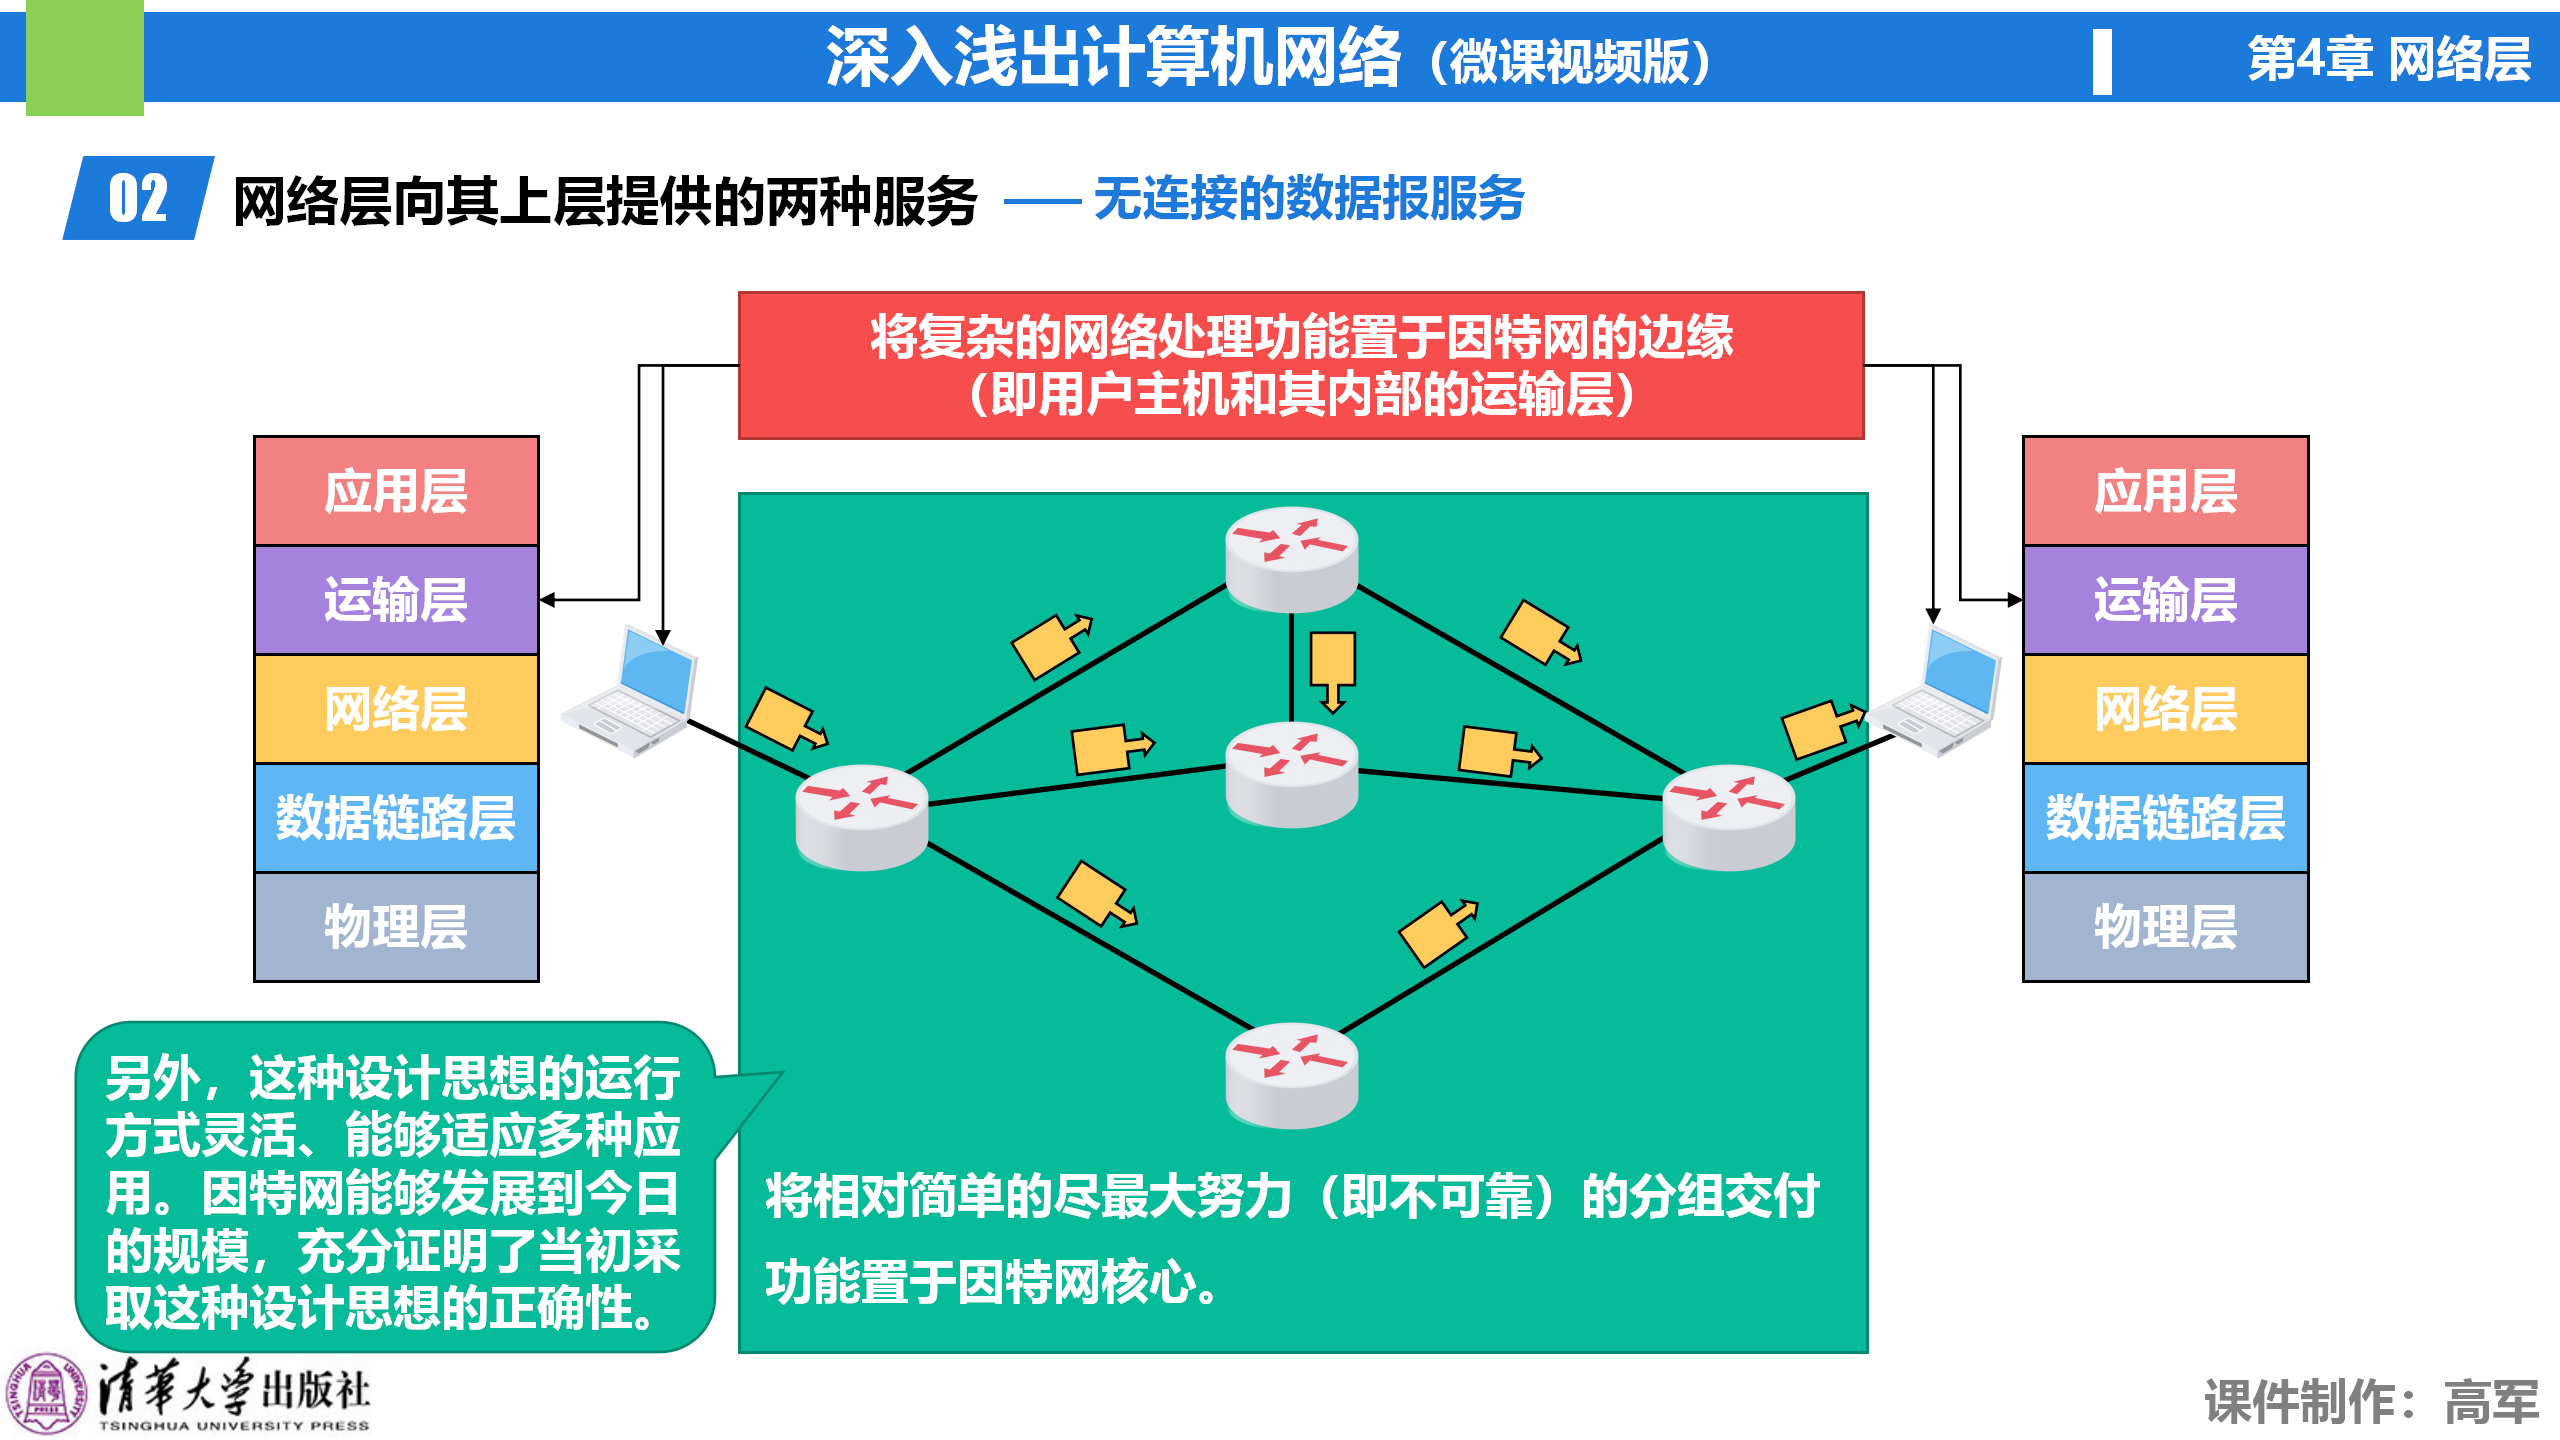 深入浅出计算机网络（微课视频版）
第4章 网络层
02 网络层向其上层提供的两种服务 —— 无连接的数据报服务
将复杂的网络处理功能置于因特网的边缘
（即用户主机和其内部的运输层）
应用层
运输层
网络层
数据链路层
物理层
应用层
运输层
网络层
数据链路层
物理层
另外，这种设计思想的运行
方式灵活、能够适应多种应
用。因特网能够发展到今日
的规模，充分证明了当初采
取这种设计思想的正确性。
将相对简单的尽最大努力（即不可靠）的分组交付
功能置于因特网核心。
清華大学出版社
TSINGHUA UNIVERSITY PRESS
课件制作：高军